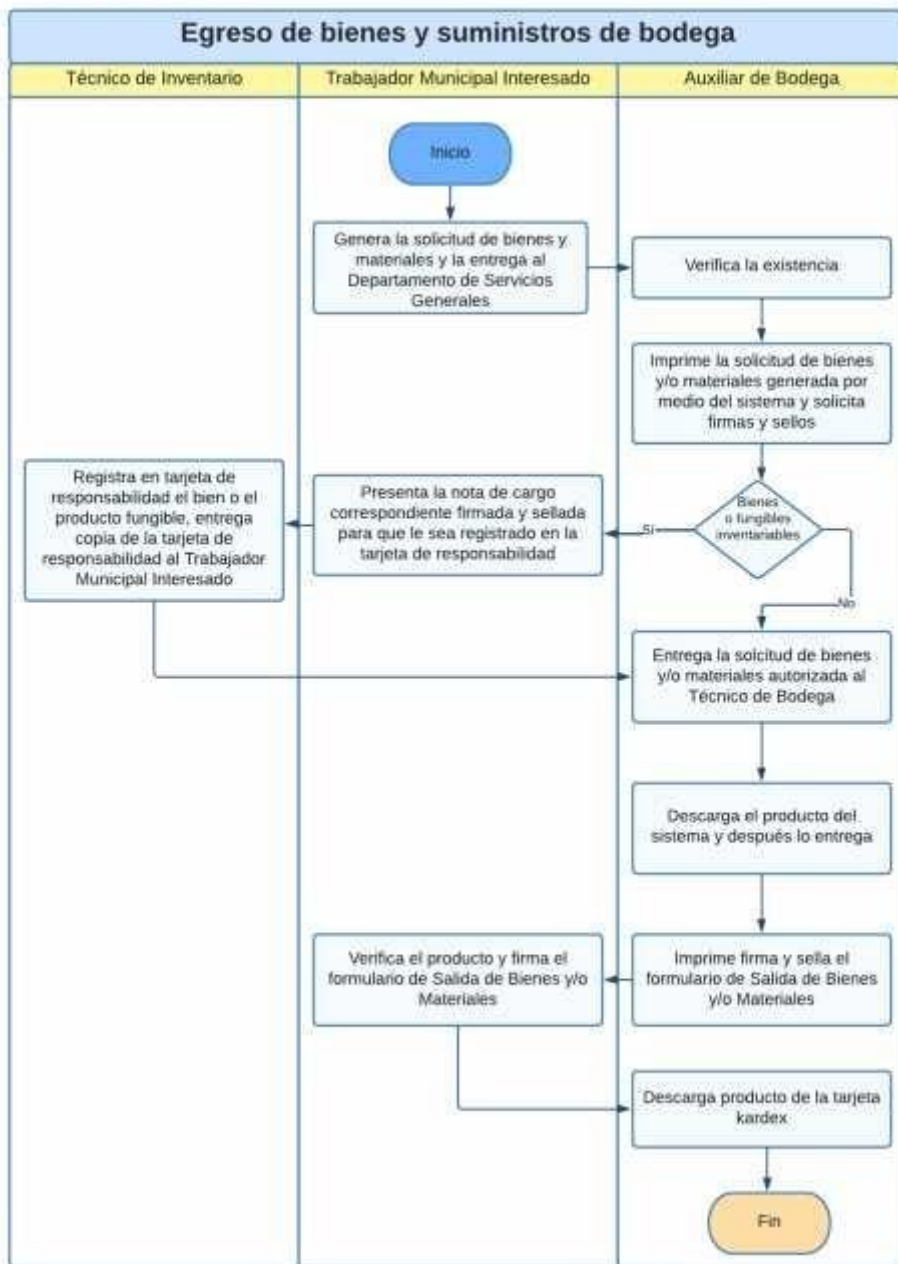 Egreso de bienes y suministros de bodega
Técnico de Inventario
Trabajador Municipal Interesado
Auxiliar de Bodega
Inicio
Genera la solicitud de bienes y
materiales y la entrega al
Departamento de Servicios
Generales
Verifica la existencia
Imprime la solicitud de bienes
y/o materiales generada por
medio del sistema y solicita
firmas y sellos
Bienes
o fungibles
inventariables
Sí
No
Presenta la nota de cargo
correspondiente firmada y sellada
para que le sea registrado en la
tarjeta de responsabilidad
Registra en tarjeta de
responsabilidad el bien o el
producto fungible, entrega
copia de la tarjeta de
responsabilidad al Trabajador
Municipal Interesado
Entrega la solcitud de bienes
y/o materiales autorizada al
Técnico de Bodega
Descarga el producto del
sistema y después lo entrega
Imprime firma y sella el
formulario de Salida de Bienes
y/o Materiales
Verifica el producto y firma el
formulario de Salida de Bienes y/o
Materiales
Descarga producto de la tarjeta
kardex
Fin